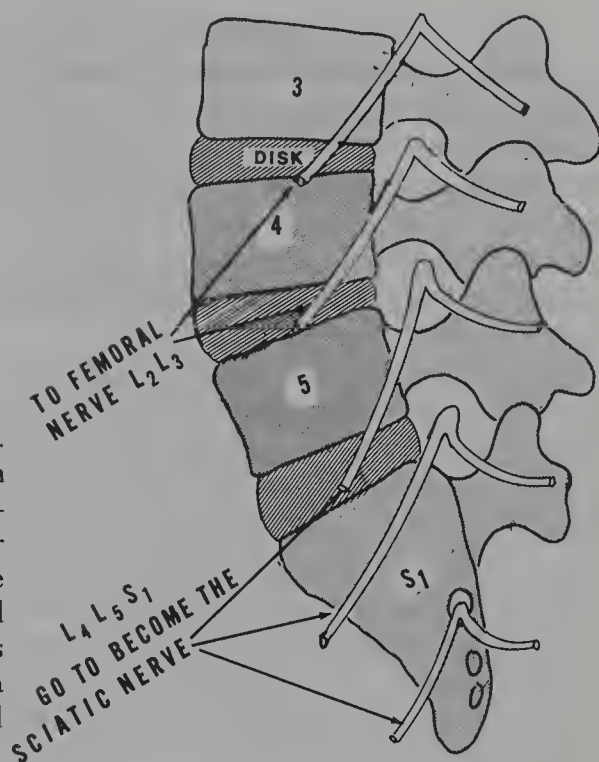 3
DISK
4
TO FEMORAL
NERVE L₂L₃
5
S₁
L₄ L₅ S₁
GO TO BECOME THE
SCIATIC NERVE